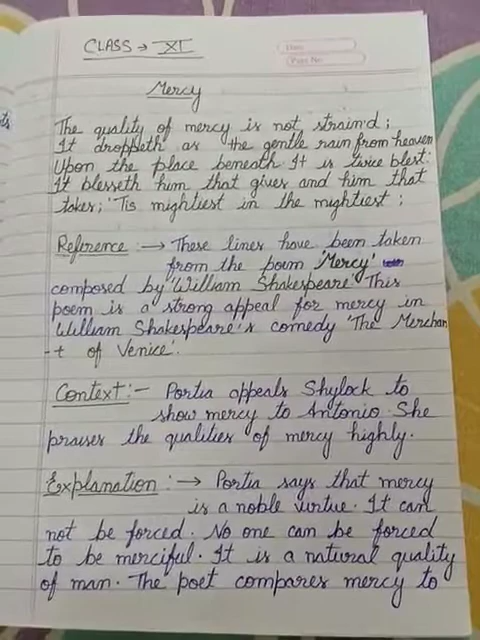 CLASS → XI
Date
Page No.
Mercy
The quality of mercy is not strain'd;
It droppeth as the gentle rain from heaven
Upon the place beneath. It is twice blest:
It blesseth him that gives and him that
takes; 'Tis mightiest in the mightiest;
Reference :→ These lines have been taken
from the poem 'Mercy'
composed by 'William Shakespeare' This
poem is a strong appeal for mercy in
'William Shakespeare's comedy 'The Merchan
-t of Venice'.
Context:- Portia appeals Shylock to
show mercy to Antonio. She
praises the qualities of mercy highly.
Explanation :→ Portia says that mercy
is a noble virtue. It can
not be forced. No one can be forced
to be merciful. It is a natural quality
of man. The poet compares mercy to